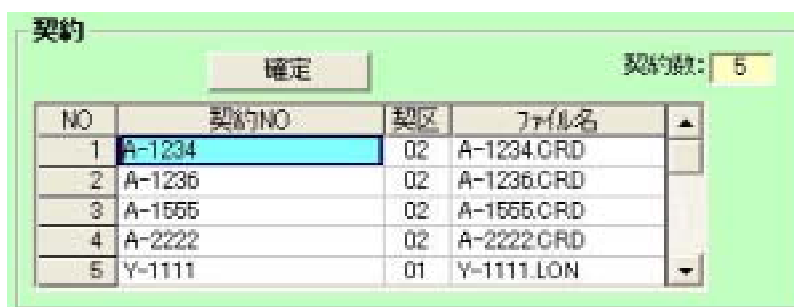 契約
確定 契約数: 5
NO 契約NO 契区 ファイル名
1 A-1234 02 A-1234.CRD
2 A-1236 02 A-1236.CRD
3 A-1555 02 A-1555.CRD
4 A-2222 02 A-2222.CRD
5 Y-1111 01 Y-1111.LON